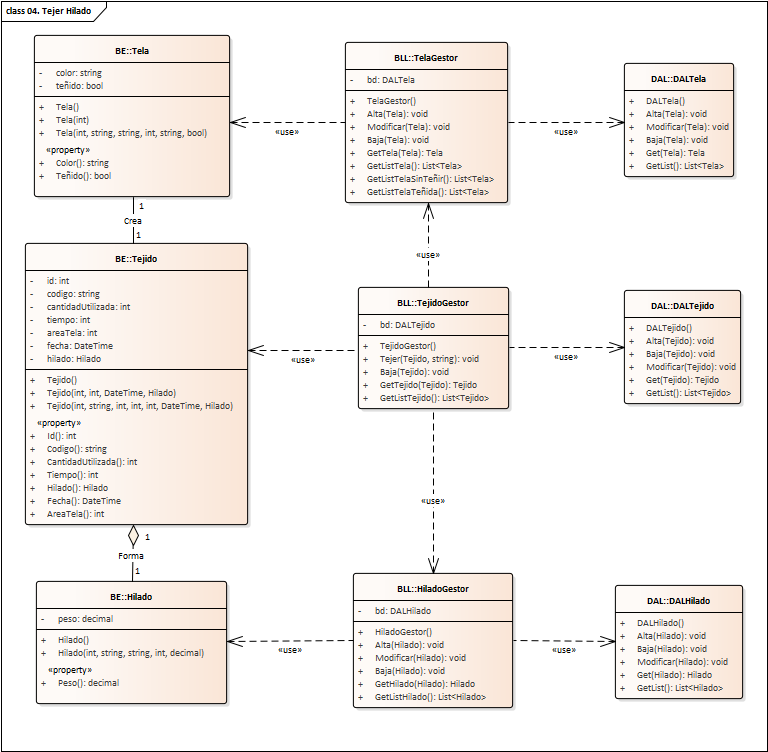 class 04. Tejer Hilado
BE::Tela
- color: string
- teñido: bool
+ Tela()
+ Tela(int)
+ Tela(int, string, string, int, string, bool)
«property»
+ Color(): string
+ Teñido(): bool
BLL::TelaGestor
- bd: DALTela
+ TelaGestor()
+ Alta(Tela): void
+ Modificar(Tela): void
+ Baja(Tela): void
+ GetTela(Tela): Tela
+ GetListTela(): List<Tela>
+ GetListTelaSinTeñir(): List<Tela>
+ GetListTelaTeñida(): List<Tela>
DAL::DALTela
+ DALTela()
+ Alta(Tela): void
+ Modificar(Tela): void
+ Baja(Tela): void
+ Get(Tela): Tela
+ GetList(): List<Tela>
«use»
«use»
1
Crea
1
«use»
BE::Tejido
- id: int
- codigo: string
- cantidadUtilizada: int
- tiempo: int
- areaTela: int
- fecha: DateTime
- hilado: Hilado
+ Tejido()
+ Tejido(int, int, DateTime, Hilado)
+ Tejido(int, string, int, int, int, DateTime, Hilado)
«property»
+ Id(): int
+ Codigo(): string
+ CantidadUtilizada(): int
+ Tiempo(): int
+ Hilado(): Hilado
+ Fecha(): DateTime
+ AreaTela(): int
BLL::TejidoGestor
- bd: DALTejido
+ TejidoGestor()
+ Tejer(Tejido, string): void
+ Baja(Tejido): void
+ GetTejido(Tejido): Tejido
+ GetListTejido(): List<Tejido>
DAL::DALTejido
+ DALTejido()
+ Alta(Tejido): void
+ Baja(Tejido): void
+ Modificar(Tejido): void
+ Get(Tejido): Tejido
+ GetList(): List<Tejido>
«use»
«use»
«use»
1
Forma
1
BE::Hilado
- peso: decimal
+ Hilado()
+ Hilado(int, string, string, int, decimal)
«property»
+ Peso(): decimal
BLL::HiladoGestor
- bd: DALHilado
+ HiladoGestor()
+ Alta(Hilado): void
+ Modificar(Hilado): void
+ Baja(Hilado): void
+ GetHilado(Hilado): Hilado
+ GetListHilado(): List<Hilado>
DAL::DALHilado
+ DALHilado()
+ Alta(Hilado): void
+ Baja(Hilado): void
+ Modificar(Hilado): void
+ Get(Hilado): Hilado
+ GetList(): List<Hilado>
«use»
«use»